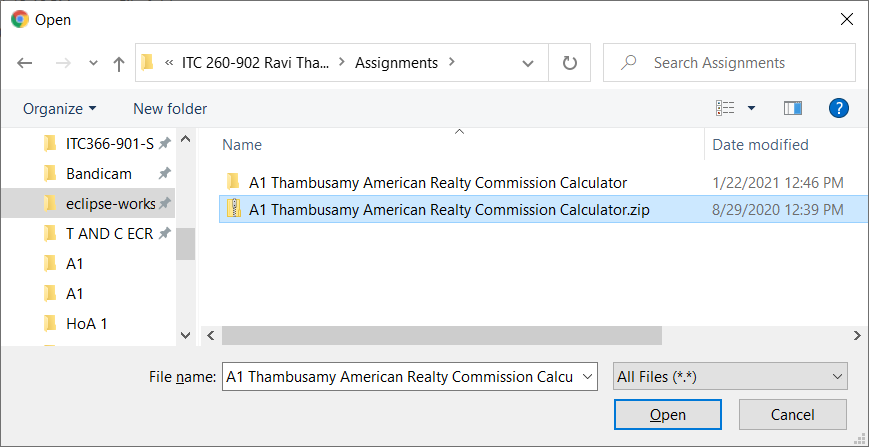 Open
« ITC 260-902 Ravi Tha... > Assignments >
Search Assignments
Organize
New folder
?
Name
Date modified
ITC366-901-S
Bandicam
eclipse-works
T AND C ECR
A1
A1
HoA 1
A1 Thambusamy American Realty Commission Calculator
1/22/2021 12:46 PM
A1 Thambusamy American Realty Commission Calculator.zip
8/29/2020 12:39 PM
File name:
A1 Thambusamy American Realty Commission Calcu
All Files (*.*)
Open
Cancel